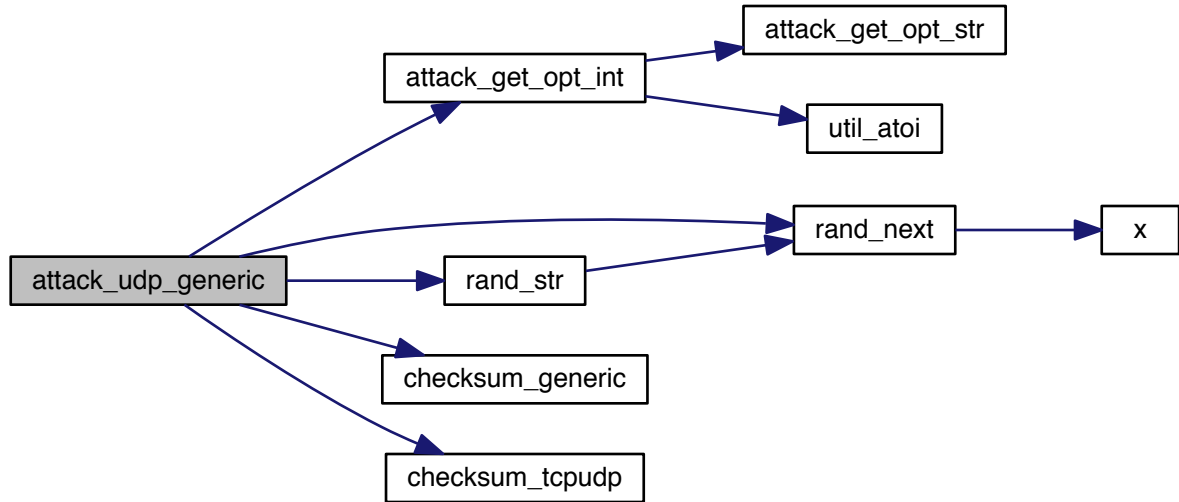 attack_get_opt_str
attack_get_opt_int
util_atoi
rand_next
x
attack_udp_generic
rand_str
checksum_generic
checksum_tcpudp